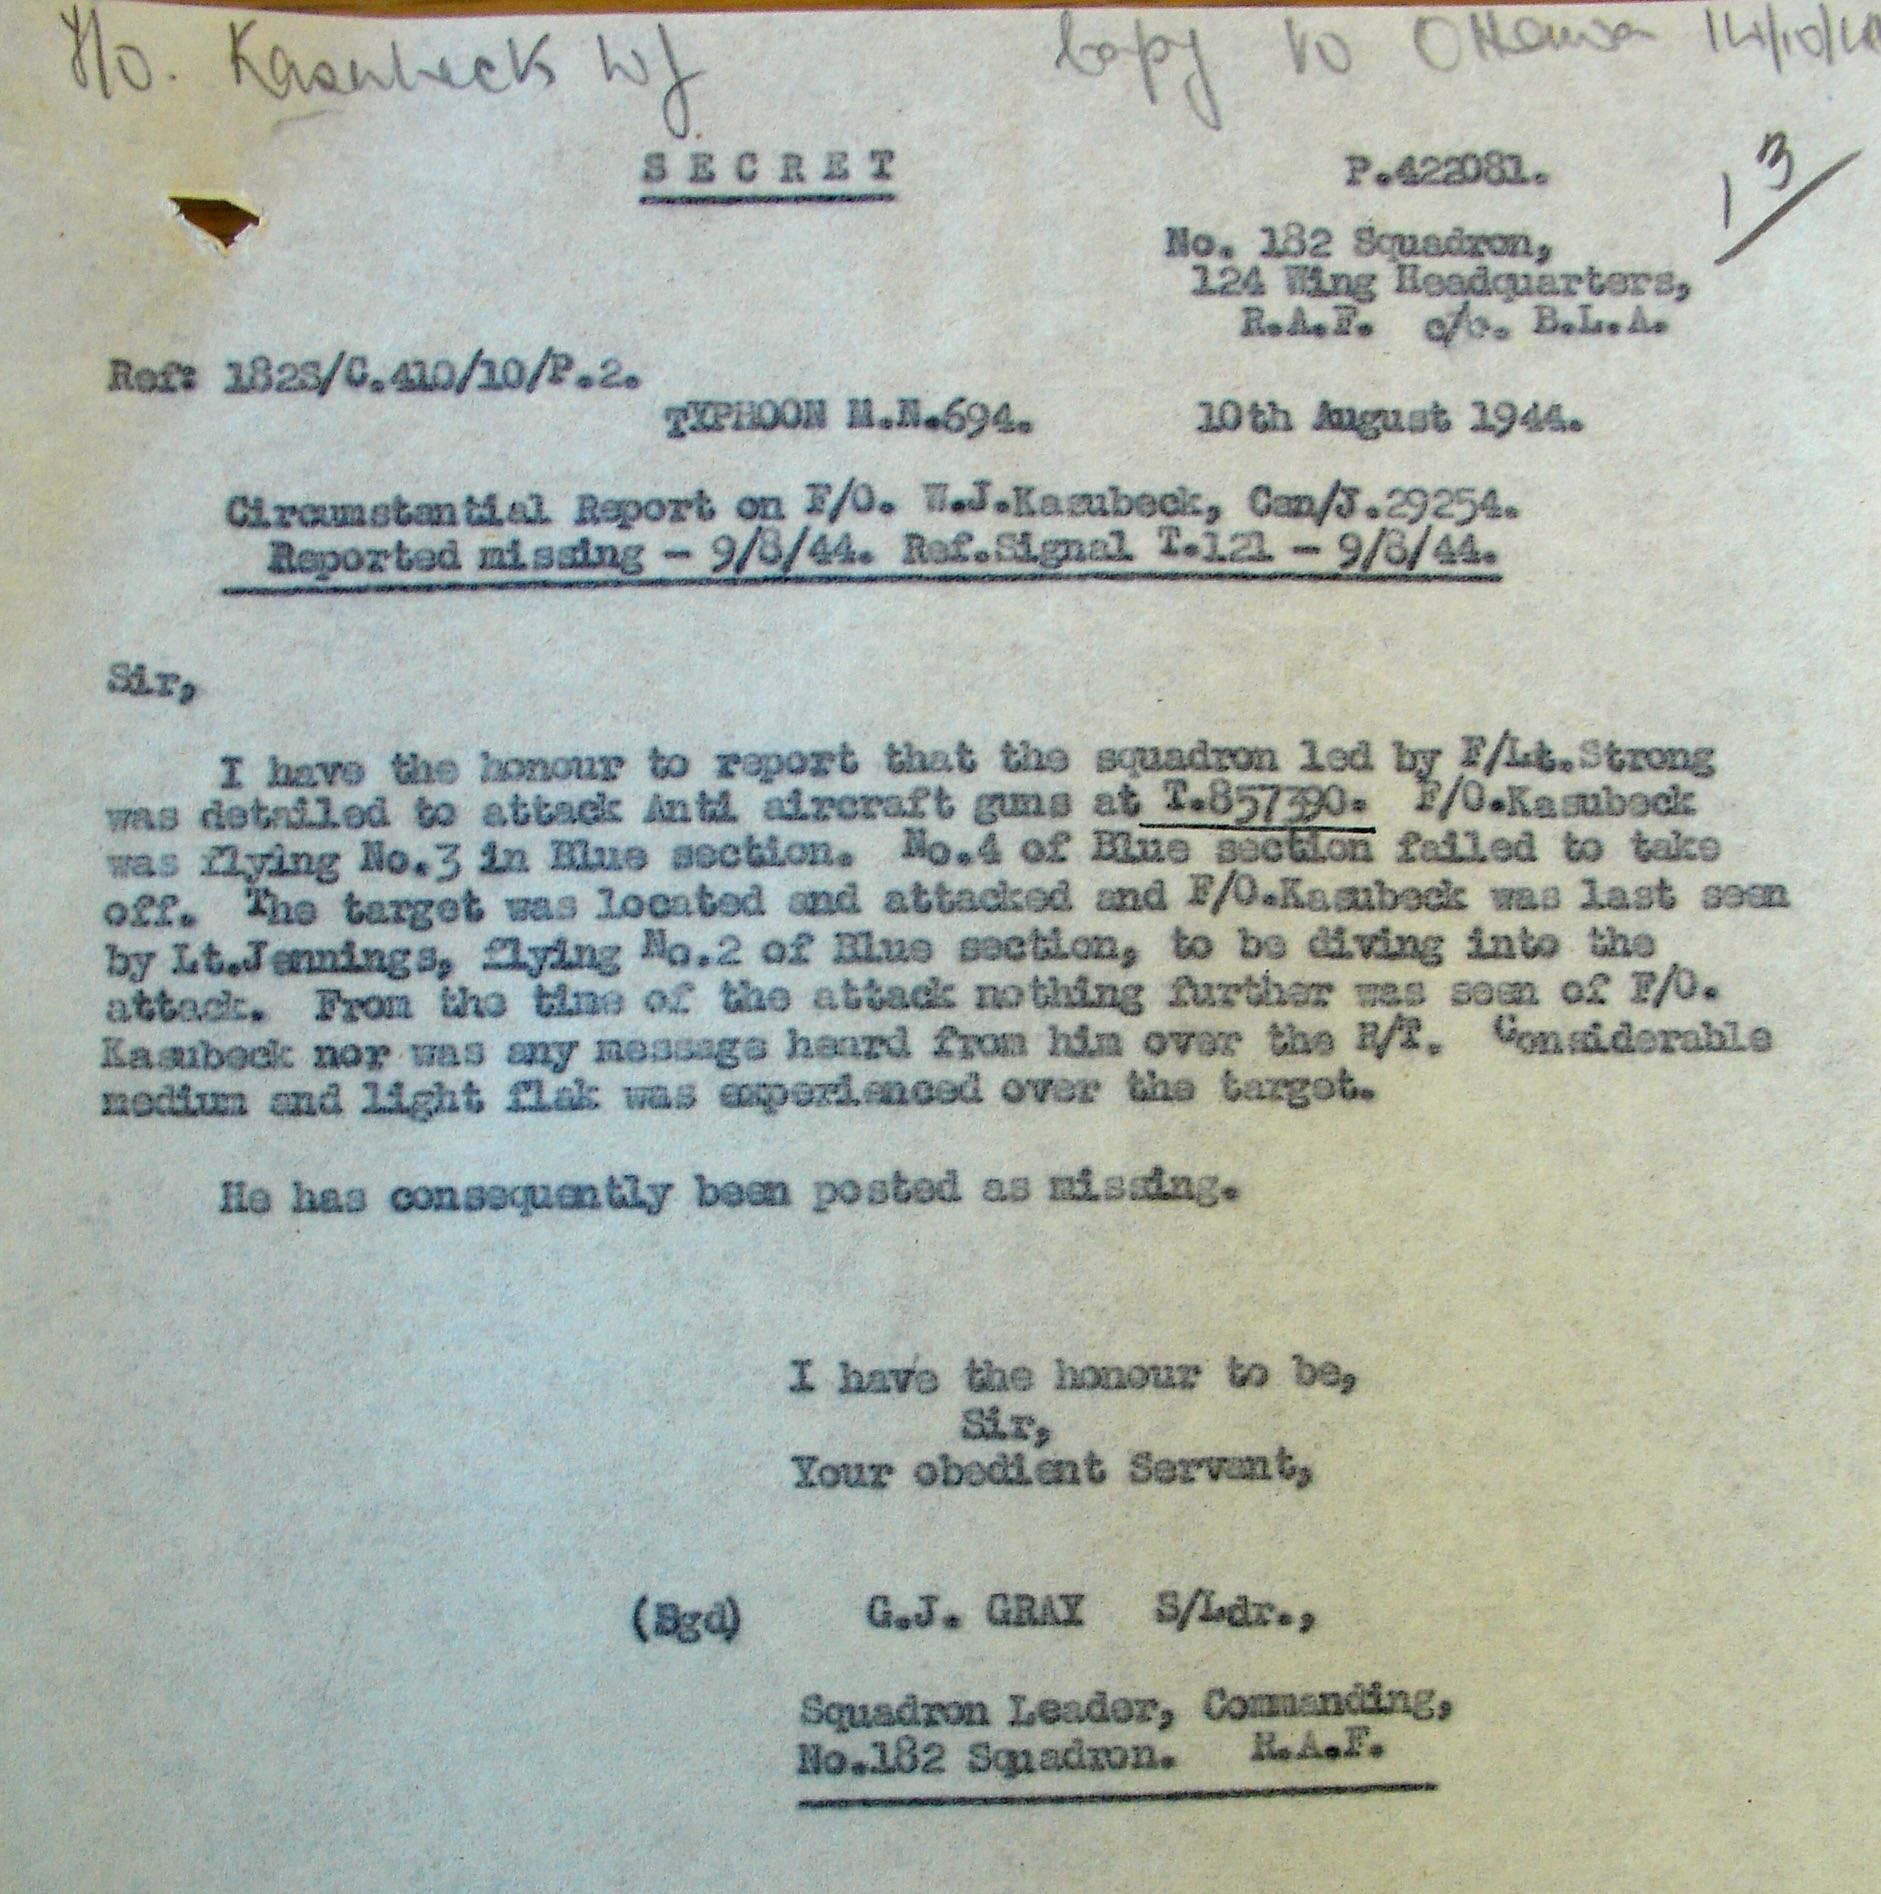 F/O. Kasubeck WJ
Copy to Ottawa 14/10/
SECRET
P.422081.
13
No. 182 Squadron,
124 Wing Headquarters,
R.A.F. c/o. B.L.A.
Ref: 182S/C.410/10/P.2.
TYPHOON M.N.694. 10th August 1944.
Circumstantial Report on F/O. W.J.Kasubeck, Can/J.29254.
Reported missing - 9/8/44. Ref.Signal T.121 - 9/8/44.
Sir,
I have the honour to report that the squadron led by F/Lt.Strong
was detailed to attack Anti aircraft guns at T.857390. F/O.Kasubeck
was flying No.3 in Blue section. No.4 of Blue section failed to take
off. The target was located and attacked and F/O.Kasubeck was last seen
by Lt.Jennings, flying No.2 of Blue section, to be diving into the
attack. From the time of the attack nothing further was seen of F/O.
Kasubeck nor was any message heard from him over the R/T. Considerable
medium and light flak was experienced over the target.
He has consequently been posted as missing.
I have the honour to be,
Sir,
Your obedient Servant,
(Sgd) G.J. GRAY S/Ldr.,
Squadron Leader, Commanding,
No.182 Squadron. R.A.F.